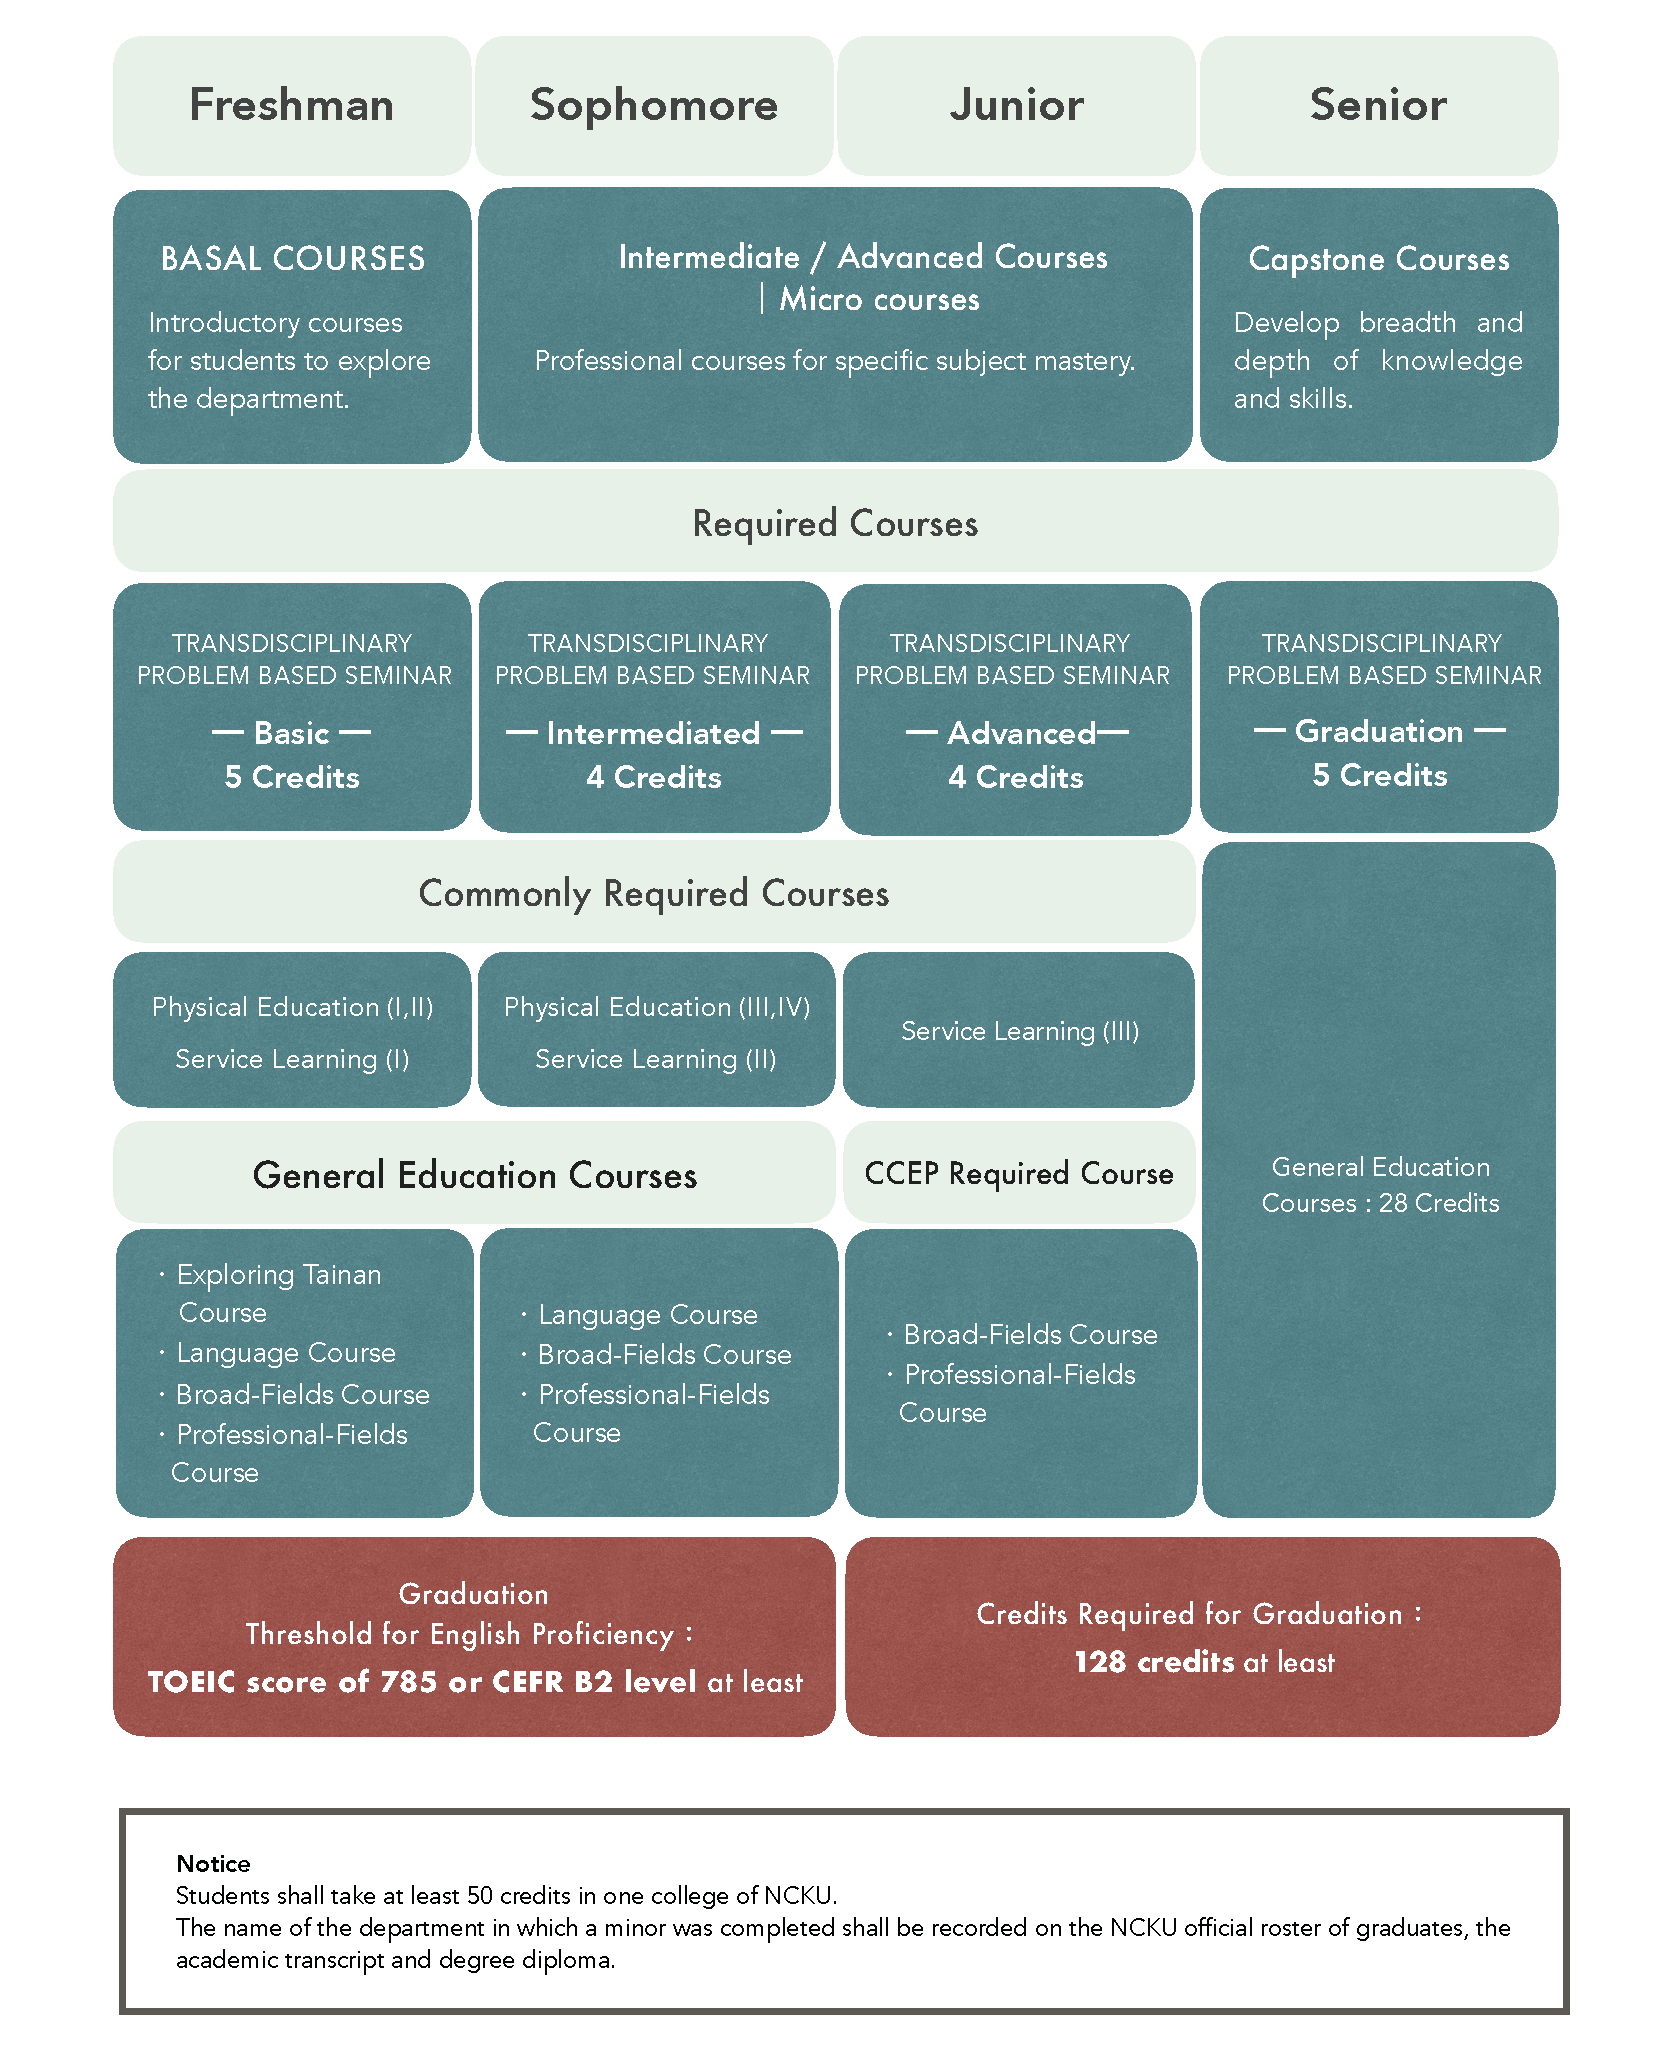 Freshman
Sophomore
Junior
Senior
BASAL COURSES
Introductory courses
for students to explore
the department.
Intermediate / Advanced Courses
| Micro courses
Professional courses for specific subject mastery.
Capstone Courses
Develop breadth and
depth of knowledge
and skills.
Required Courses
TRANSDISCIPLINARY
PROBLEM BASED SEMINAR
— Basic —
5 Credits
TRANSDISCIPLINARY
PROBLEM BASED SEMINAR
— Intermediated —
4 Credits
TRANSDISCIPLINARY
PROBLEM BASED SEMINAR
— Advanced—
4 Credits
TRANSDISCIPLINARY
PROBLEM BASED SEMINAR
— Graduation —
5 Credits
Commonly Required Courses
Physical Education (I,II)
Service Learning (I)
Physical Education (III,IV)
Service Learning (II)
Service Learning (III)
General Education Courses
CCEP Required Course
General Education
Courses : 28 Credits
· Exploring Tainan
Course
· Language Course
· Broad-Fields Course
· Professional-Fields
Course
· Language Course
· Broad-Fields Course
· Professional-Fields
Course
· Broad-Fields Course
· Professional-Fields
Course
Graduation
Threshold for English Proficiency：
TOEIC score of 785 or CEFR B2 level at least
Credits Required for Graduation：
128 credits at least
Notice
Students shall take at least 50 credits in one college of NCKU.
The name of the department in which a minor was completed shall be recorded on the NCKU official roster of graduates, the
academic transcript and degree diploma.